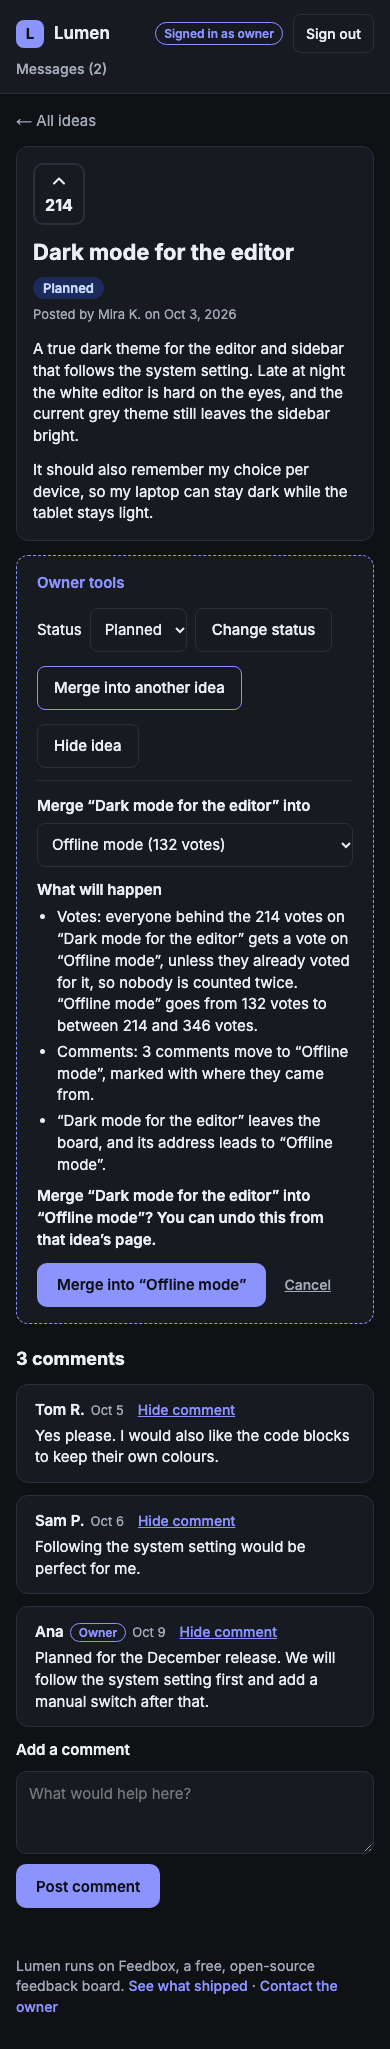 L Lumen Signed in as owner Sign out
Messages (2)
← All ideas
214
Dark mode for the editor
Planned
Posted by Mira K. on Oct 3, 2026
A true dark theme for the editor and sidebar
that follows the system setting. Late at night
the white editor is hard on the eyes, and the
current grey theme still leaves the sidebar
bright.
It should also remember my choice per
device, so my laptop can stay dark while the
tablet stays light.
Owner tools
Status Planned Change status
Merge into another idea
Hide idea
Merge “Dark mode for the editor” into
Offline mode (132 votes)
What will happen
• Votes: everyone behind the 214 votes on
“Dark mode for the editor” gets a vote on
“Offline mode”, unless they already voted
for it, so nobody is counted twice.
“Offline mode” goes from 132 votes to
between 214 and 346 votes.
• Comments: 3 comments move to “Offline
mode”, marked with where they came
from.
• “Dark mode for the editor” leaves the
board, and its address leads to “Offline
mode”.
Merge “Dark mode for the editor” into
“Offline mode”? You can undo this from
that idea’s page.
Merge into “Offline mode” Cancel
3 comments
Tom R. Oct 5 Hide comment
Yes please. I would also like the code blocks
to keep their own colours.
Sam P. Oct 6 Hide comment
Following the system setting would be
perfect for me.
Ana Owner Oct 9 Hide comment
Planned for the December release. We will
follow the system setting first and add a
manual switch after that.
Add a comment
What would help here?
Post comment
Lumen runs on Feedbox, a free, open-source
feedback board. See what shipped · Contact the
owner